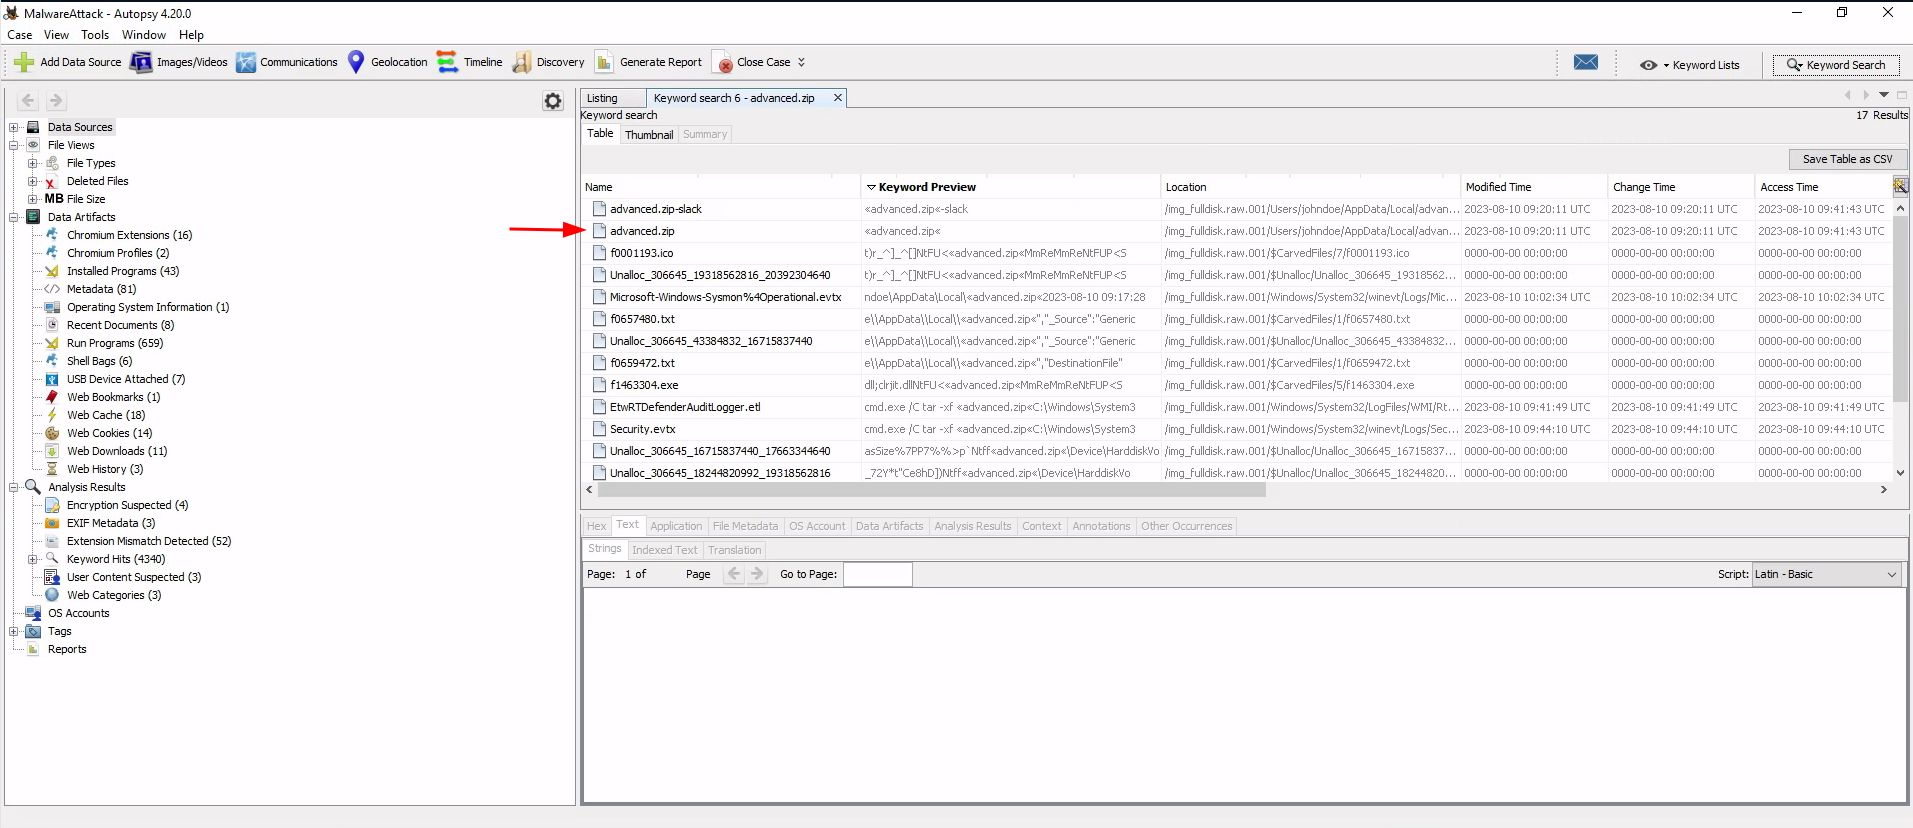 MalwareAttack - Autopsy 4.20.0
Case View Tools Window Help
Add Data Source Images/Videos Communications Geolocation Timeline Discovery Generate Report Close Case Keyword Lists Keyword Search
Data Sources
File Views
File Types
Deleted Files
MB File Size
Data Artifacts
Chromium Extensions (16)
Chromium Profiles (2)
Installed Programs (43)
Metadata (81)
Operating System Information (1)
Recent Documents (8)
Run Programs (659)
Shell Bags (6)
USB Device Attached (7)
Web Bookmarks (1)
Web Cache (18)
Web Cookies (14)
Web Downloads (11)
Web History (3)
Analysis Results
Encryption Suspected (4)
EXIF Metadata (3)
Extension Mismatch Detected (52)
Keyword Hits (4340)
User Content Suspected (3)
Web Categories (3)
OS Accounts
Tags
Reports
Listing Keyword search 6 - advanced.zip
Keyword search 17 Results
Table Thumbnail Summary
Save Table as CSV
Name Keyword Preview Location Modified Time Change Time Access Time
advanced.zip-slack «advanced.zip«-slack /img_fulldisk.raw.001/Users/johndoe/AppData/Local/advan... 2023-08-10 09:20:11 UTC 2023-08-10 09:20:11 UTC 2023-08-10 09:41:43 UTC
advanced.zip «advanced.zip« /img_fulldisk.raw.001/Users/johndoe/AppData/Local/advan... 2023-08-10 09:20:11 UTC 2023-08-10 09:20:11 UTC 2023-08-10 09:41:43 UTC
f0001193.ico t)r_^]_^[]NtFU<«advanced.zip«MmReMmReNtFUP<S /img_fulldisk.raw.001/$CarvedFiles/7/f0001193.ico 0000-00-00 00:00:00 0000-00-00 00:00:00 0000-00-00 00:00:00
Unalloc_306645_19318562816_20392304640 t)r_^]_^[]NtFU<«advanced.zip«MmReMmReNtFUP<S /img_fulldisk.raw.001/$Unalloc/Unalloc_306645_19318562... 0000-00-00 00:00:00 0000-00-00 00:00:00 0000-00-00 00:00:00
Microsoft-Windows-Sysmon%4Operational.evtx ndoe\AppData\Local\«advanced.zip«2023-08-10 09:17:28 /img_fulldisk.raw.001/Windows/System32/winevt/Logs/Mic... 2023-08-10 10:02:34 UTC 2023-08-10 10:02:34 UTC 2023-08-10 10:02:34 UTC
f0657480.txt e\\AppData\\Local\\«advanced.zip«","_Source":"Generic /img_fulldisk.raw.001/$CarvedFiles/1/f0657480.txt 0000-00-00 00:00:00 0000-00-00 00:00:00 0000-00-00 00:00:00
Unalloc_306645_43384832_16715837440 e\\AppData\\Local\\«advanced.zip«","_Source":"Generic /img_fulldisk.raw.001/$Unalloc/Unalloc_306645_43384832... 0000-00-00 00:00:00 0000-00-00 00:00:00 0000-00-00 00:00:00
f0659472.txt e\\AppData\\Local\\«advanced.zip«","DestinationFile" /img_fulldisk.raw.001/$CarvedFiles/1/f0659472.txt 0000-00-00 00:00:00 0000-00-00 00:00:00 0000-00-00 00:00:00
f1463304.exe dll;clrjit.dllNtFU<«advanced.zip«MmReMmReNtFUP<S /img_fulldisk.raw.001/$CarvedFiles/5/f1463304.exe 0000-00-00 00:00:00 0000-00-00 00:00:00 0000-00-00 00:00:00
EtwRTDefenderAuditLogger.etl cmd.exe /C tar -xf «advanced.zip«C:\Windows\System3 /img_fulldisk.raw.001/Windows/System32/LogFiles/WMI/Rt... 2023-08-10 09:41:49 UTC 2023-08-10 09:41:49 UTC 2023-08-10 09:41:49 UTC
Security.evtx cmd.exe /C tar -xf «advanced.zip«C:\Windows\System3 /img_fulldisk.raw.001/Windows/System32/winevt/Logs/Sec... 2023-08-10 09:44:10 UTC 2023-08-10 09:44:10 UTC 2023-08-10 09:44:10 UTC
Unalloc_306645_16715837440_17663344640 asSize%7PP7%%>p`Ntff«advanced.zip«\Device\HarddiskVo /img_fulldisk.raw.001/$Unalloc/Unalloc_306645_16715837... 0000-00-00 00:00:00 0000-00-00 00:00:00 0000-00-00 00:00:00
Unalloc_306645_18244820992_19318562816 _72Y*t"Ce8hD])Ntff«advanced.zip«\Device\HarddiskVo /img_fulldisk.raw.001/$Unalloc/Unalloc_306645_18244820... 0000-00-00 00:00:00 0000-00-00 00:00:00 0000-00-00 00:00:00
Hex Text Application File Metadata OS Account Data Artifacts Analysis Results Context Annotations Other Occurrences
Strings Indexed Text Translation
Page: 1 of Page Go to Page: Script: Latin - Basic